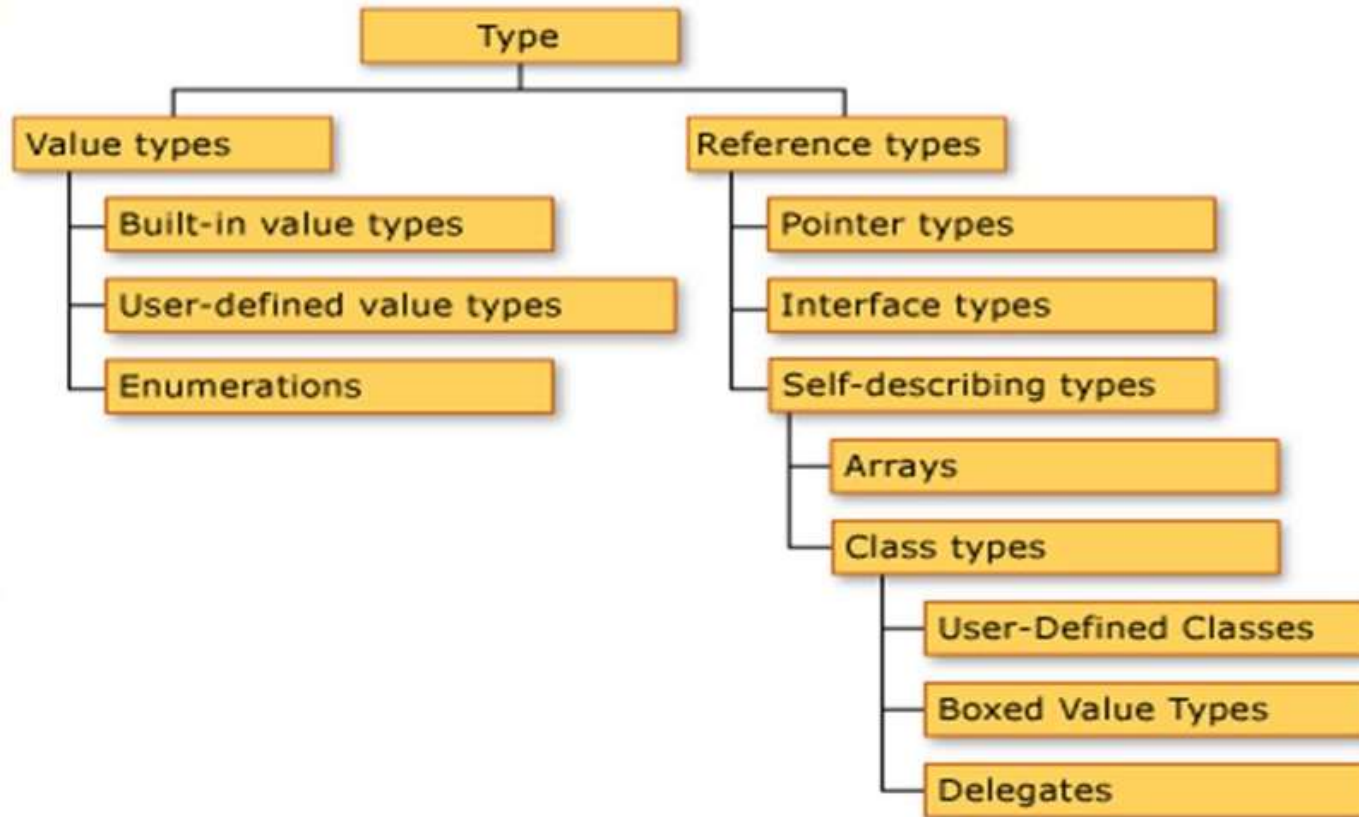 Type
Value types
Reference types
Built-in value types
Pointer types
User-defined value types
Interface types
Enumerations
Self-describing types
Arrays
Class types
User-Defined Classes
Boxed Value Types
Delegates